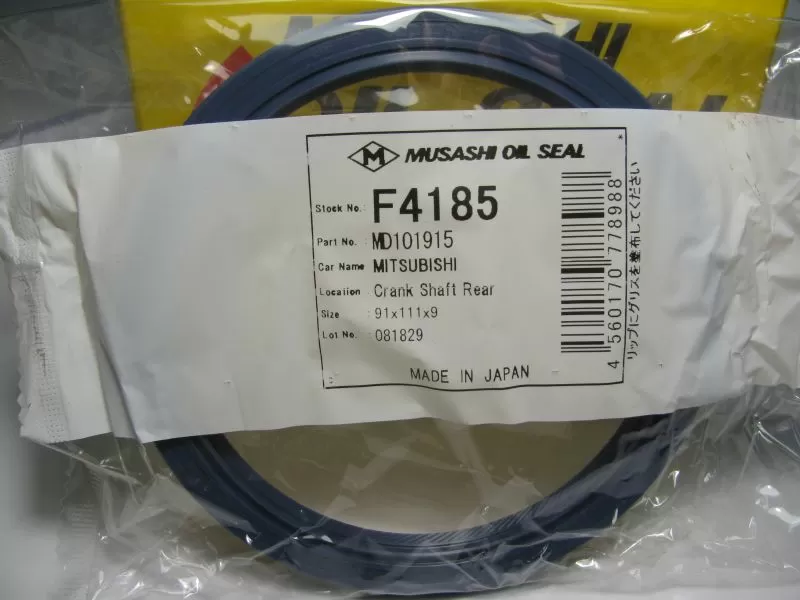 M MUSASHI OIL SEAL
Stock No. F4185
Part No. : MD101915
Car Name : MITSUBISHI
Location : Crank Shaft Rear
Size : 91x111x9
Lot No. : 081829
MADE IN JAPAN
4 560170 778988
リップにグリスを塗布してください